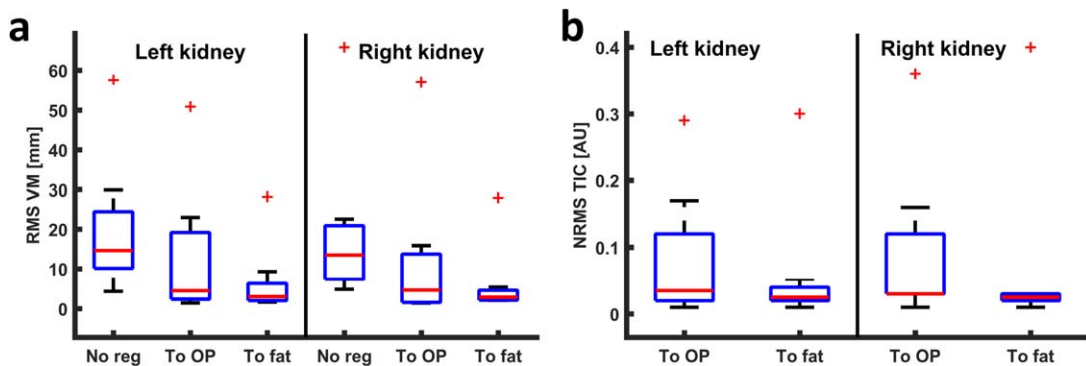 a
Left kidney
Right kidney
RMS VM [mm]
60
50
40
30
20
10
0
No reg To OP To fat No reg To OP To fat
b
Left kidney
Right kidney
NRMS TIC [AU]
0.4
0.3
0.2
0.1
0
To OP To fat To OP To fat